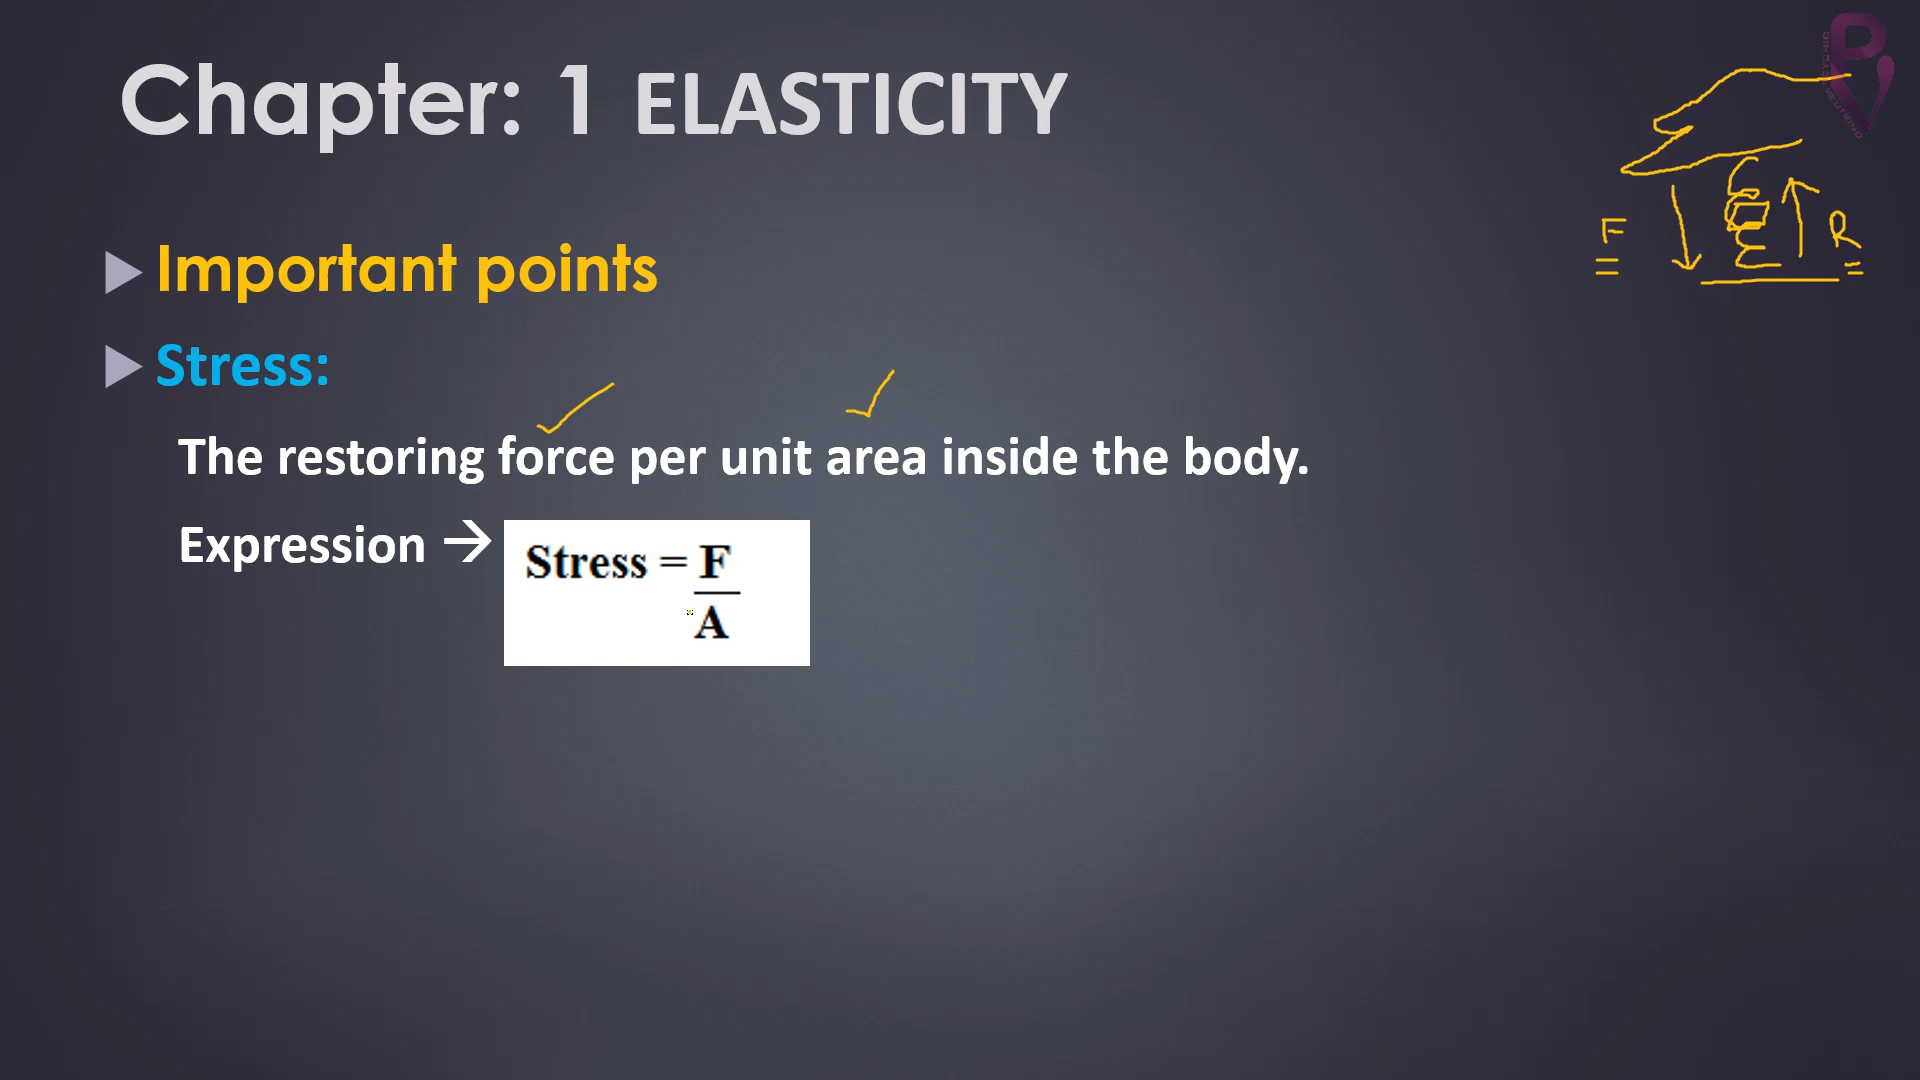 Chapter: 1 ELASTICITY
Important points
Stress:
The restoring force per unit area inside the body.
Expression →
Stress = F
A
F
R